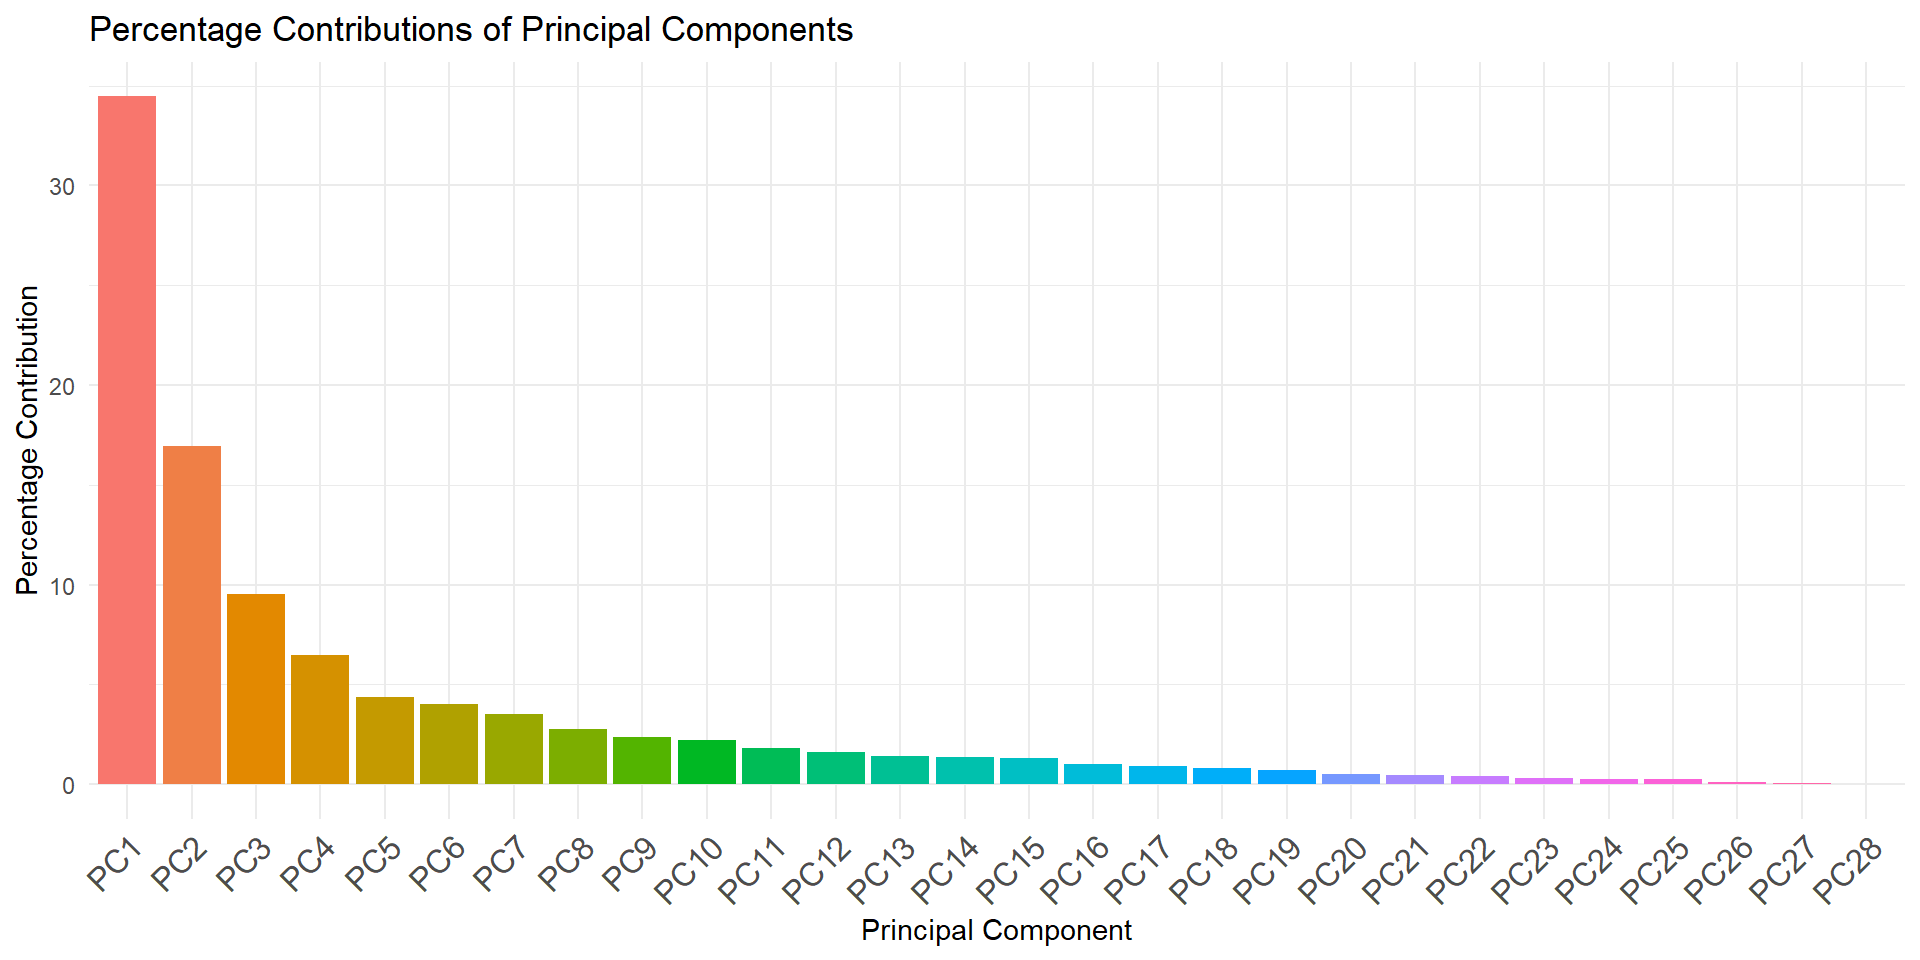 Percentage Contributions of Principal Components
Percentage Contribution
30
20
10
0
PC1
PC2
PC3
PC4
PC5
PC6
PC7
PC8
PC9
PC10
PC11
PC12
PC13
PC14
PC15
PC16
PC17
PC18
PC19
PC20
PC21
PC22
PC23
PC24
PC25
PC26
PC27
PC28
Principal Component